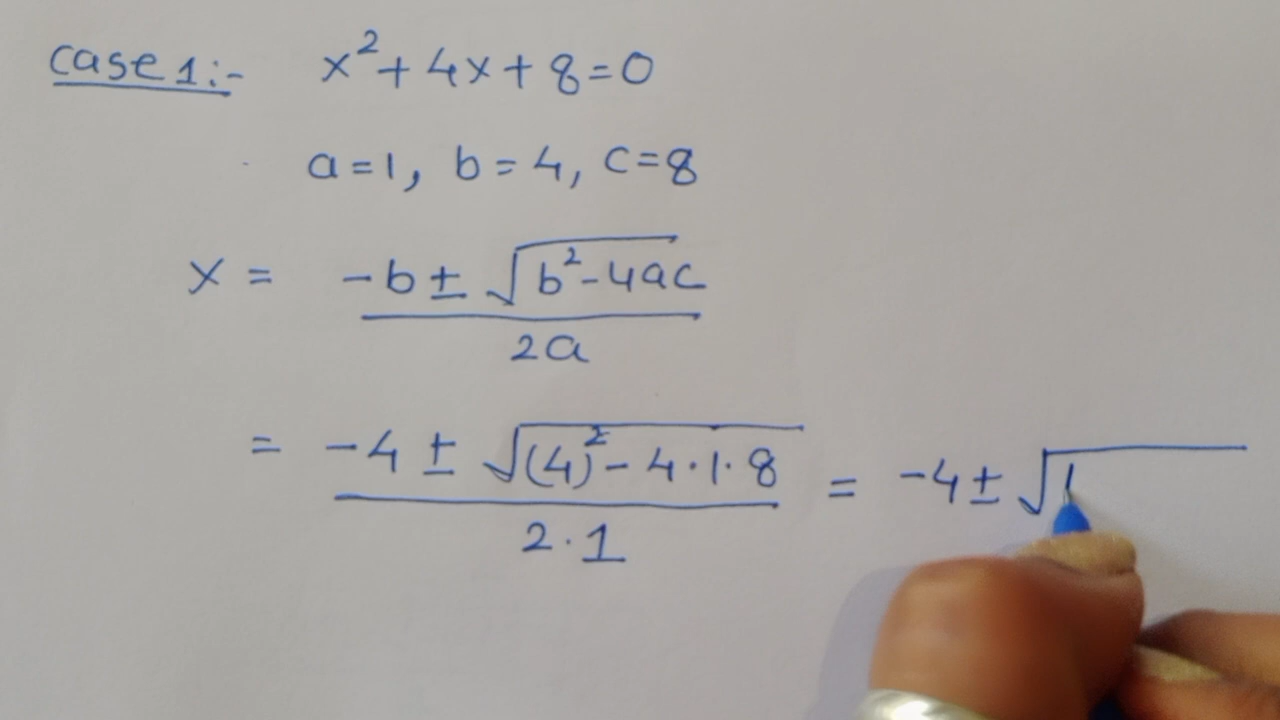 Case 1:- x² + 4x + 8 = 0
a = 1, b = 4, c = 8
x = -b ± √(b² - 4ac) / 2a
= -4 ± √((4)² - 4·1·8) / 2·1 = -4 ± √1